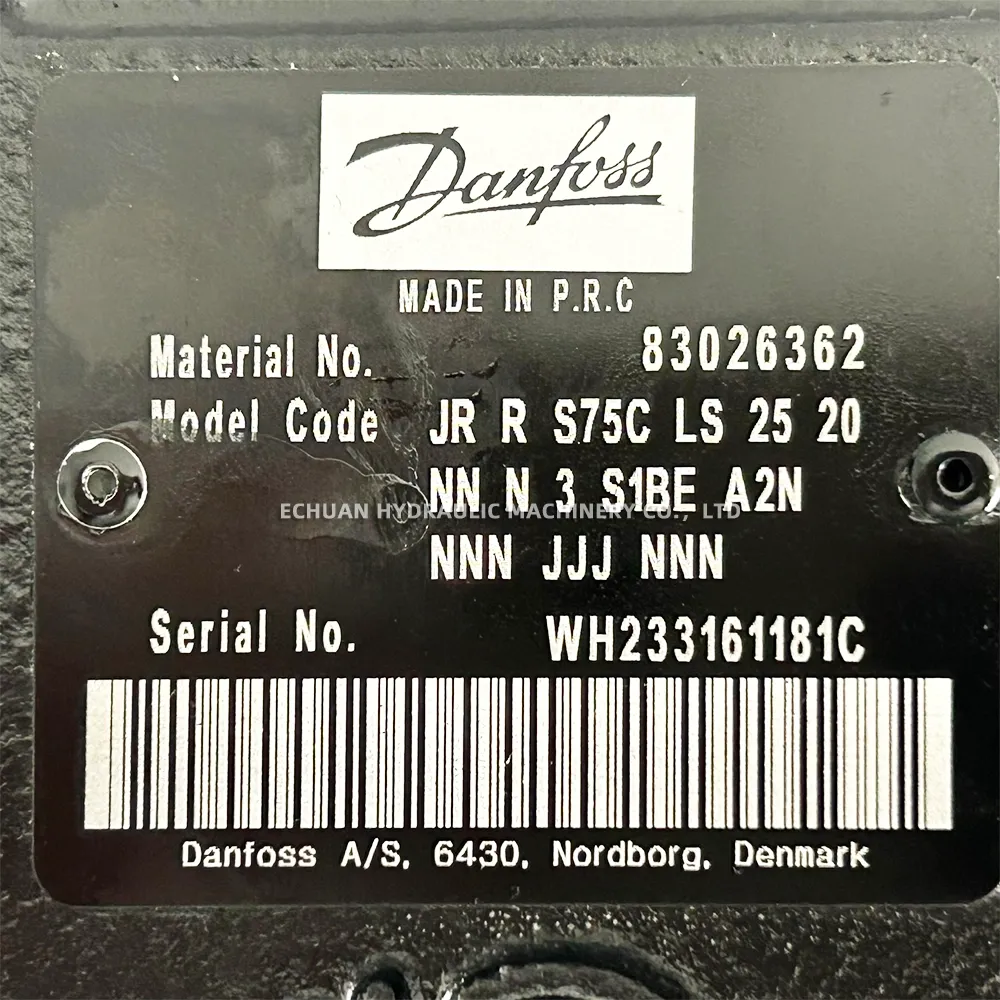 Danfoss
MADE IN P.R.C
Material No. 83026362
Model Code JR R S75C LS 25 20
NN N 3 S1BE A2N
ECHUAN HYDRAULIC MACHINERY CO., LTD
NNN JJJ NNN
Serial No. WH233161181C
Danfoss A/S, 6430, Nordborg, Denmark